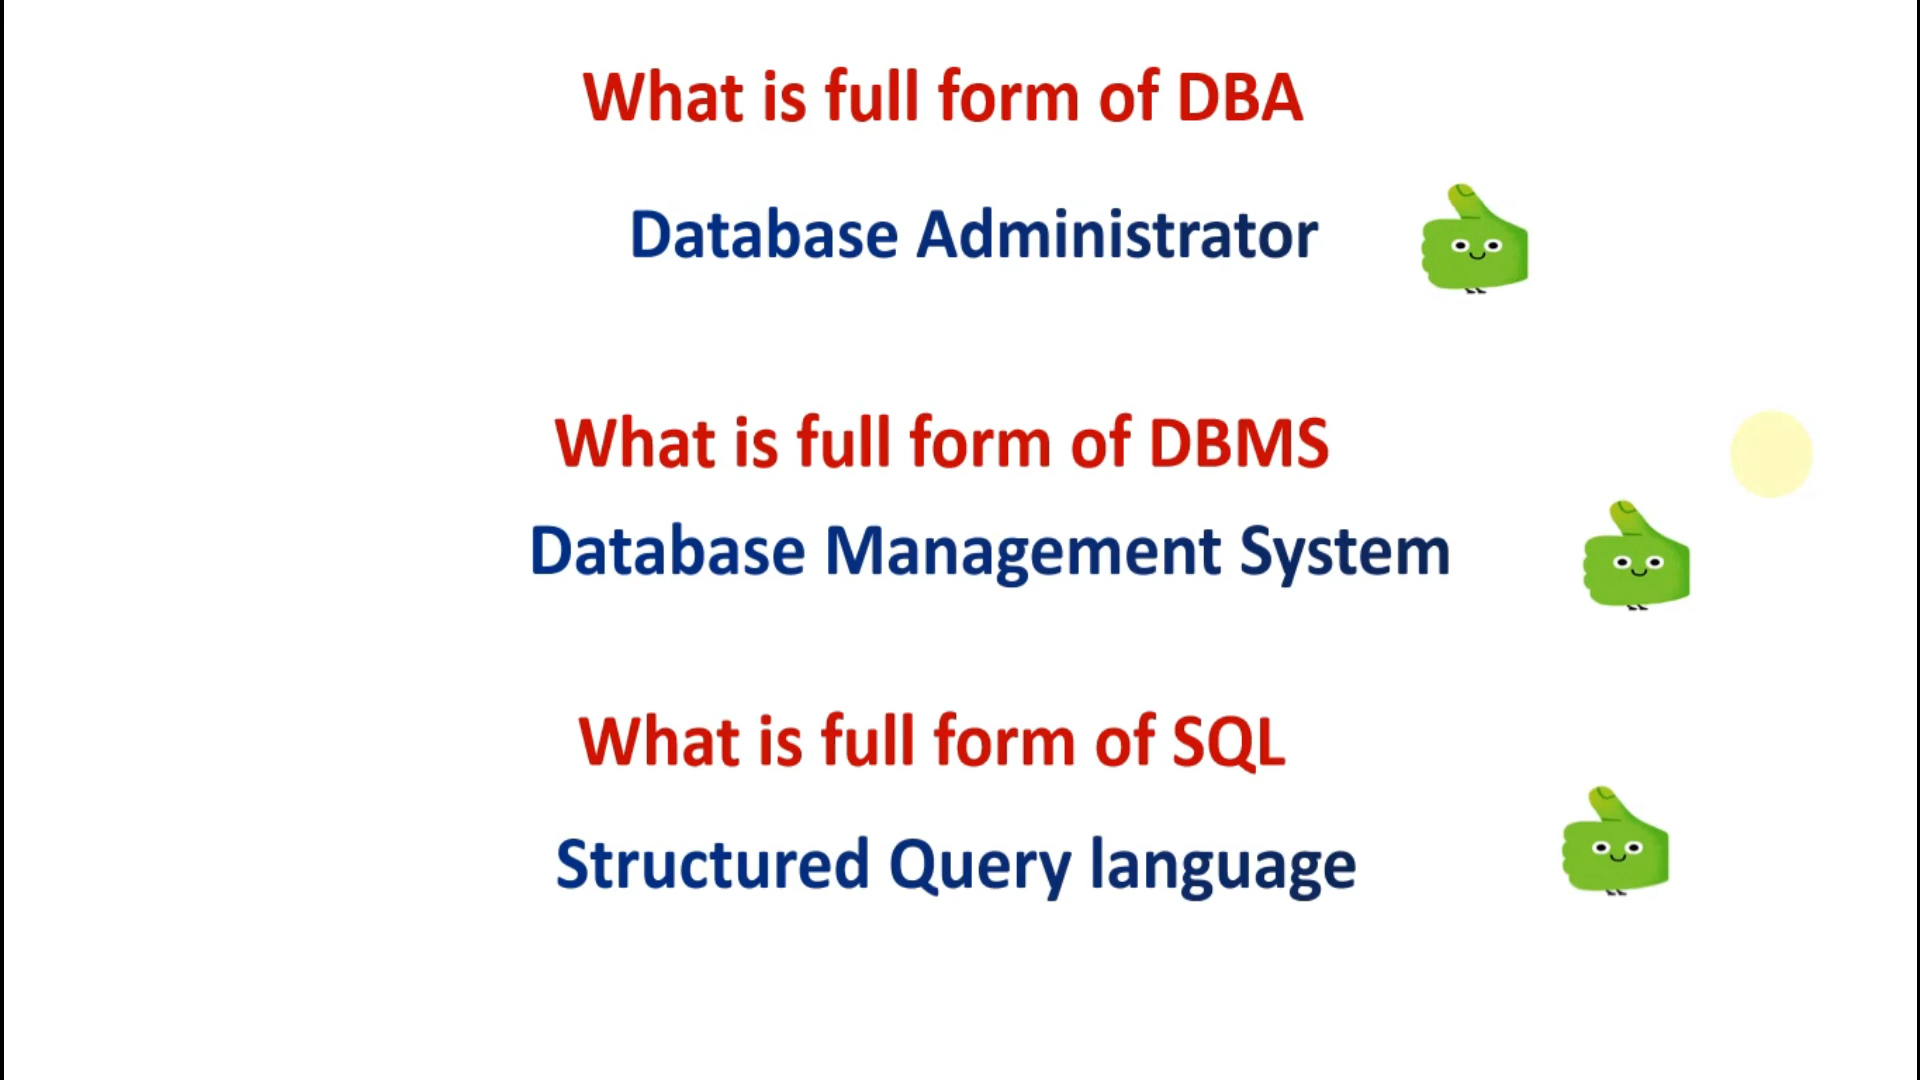 What is full form of DBA
Database Administrator
What is full form of DBMS
Database Management System
What is full form of SQL
Structured Query language